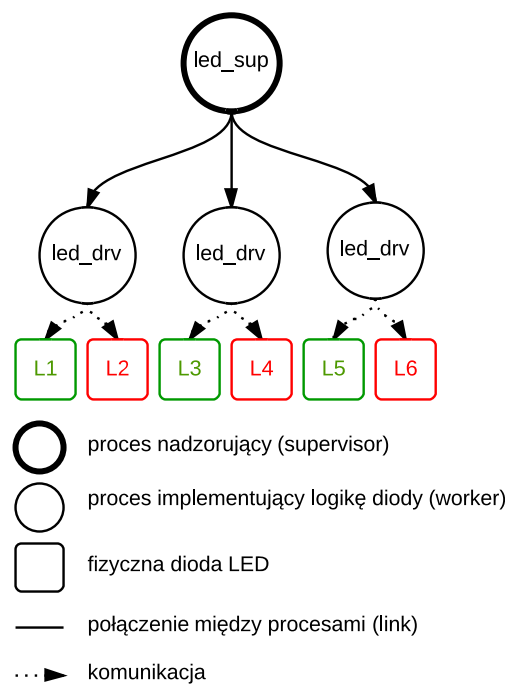 led_sup
led_drv led_drv led_drv
L1 L2 L3 L4 L5 L6
proces nadzorujący (supervisor)
proces implementujący logikę diody (worker)
fizyczna dioda LED
połączenie między procesami (link)
komunikacja